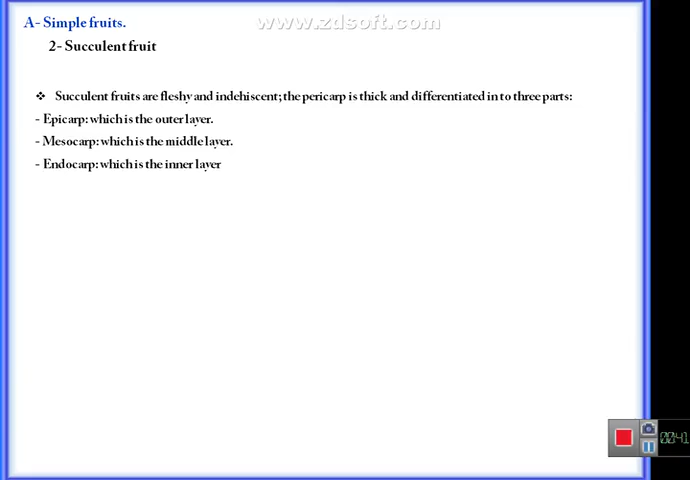 www.zdsoft.com
A- Simple fruits.
2- Succulent fruit
❖ Succulent fruits are fleshy and indehiscent; the pericarp is thick and differentiated in to three parts:
- Epicarp: which is the outer layer.
- Mesocarp: which is the middle layer.
- Endocarp: which is the inner layer
00:41